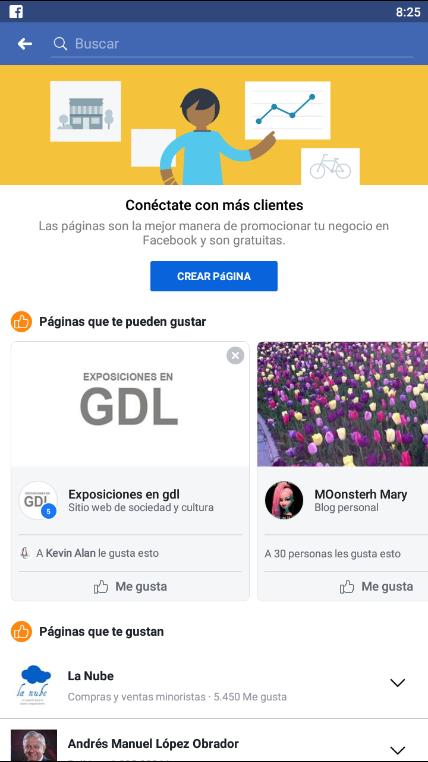 8:25
Buscar
Conéctate con más clientes
Las páginas son la mejor manera de promocionar tu negocio en
Facebook y son gratuitas.
CREAR PáGINA
Páginas que te pueden gustar
EXPOSICIONES EN
GDL
Exposiciones en gdl
Sitio web de sociedad y cultura
5
A Kevin Alan le gusta esto
Me gusta
MOonsterh Mary
Blog personal
A 30 personas les gusta esto
Me gusta
Páginas que te gustan
la nube
La Nube
Compras y ventas minoristas · 5.450 Me gusta
Andrés Manuel López Obrador